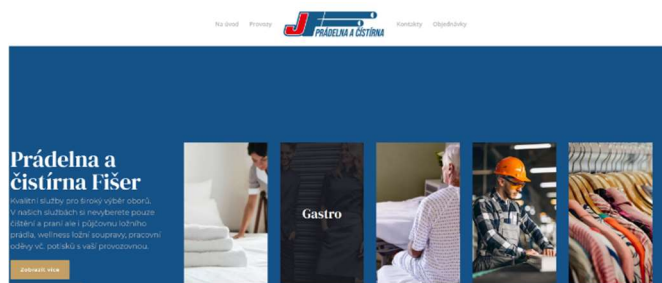 Na úvod Provozy
PRÁDELNA A ČISTÍRNA
Kontakty Objednávky
Prádelna a
čistírna Fišer
Kvalitní služby pro široký výběr oborů.
V našich službách si nevyberete pouze
čištění a praní ale i půjčovnu ložního
prádla, wellness ložní soupravy, pracovní
oděvy vč. potisků s vaší provozovnou.
Zobrazit více
Gastro